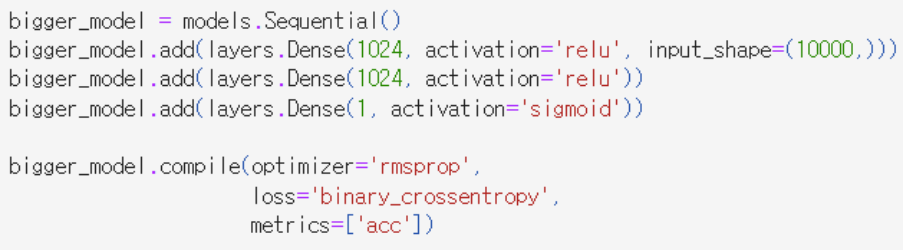 bigger_model = models.Sequential()
bigger_model.add(layers.Dense(1024, activation='relu', input_shape=(10000,)))
bigger_model.add(layers.Dense(1024, activation='relu'))
bigger_model.add(layers.Dense(1, activation='sigmoid'))

bigger_model.compile(optimizer='rmsprop',
                     loss='binary_crossentropy',
                     metrics=['acc'])